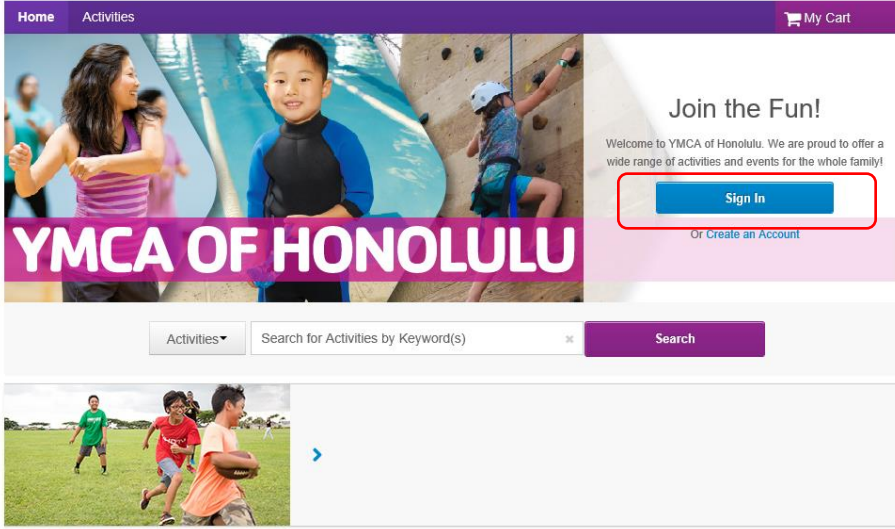 Home Activities My Cart
Join the Fun!
Welcome to YMCA of Honolulu. We are proud to offer a
wide range of activities and events for the whole family!
Sign In
Or Create an Account
YMCA OF HONOLULU
Activities Search for Activities by Keyword(s) Search